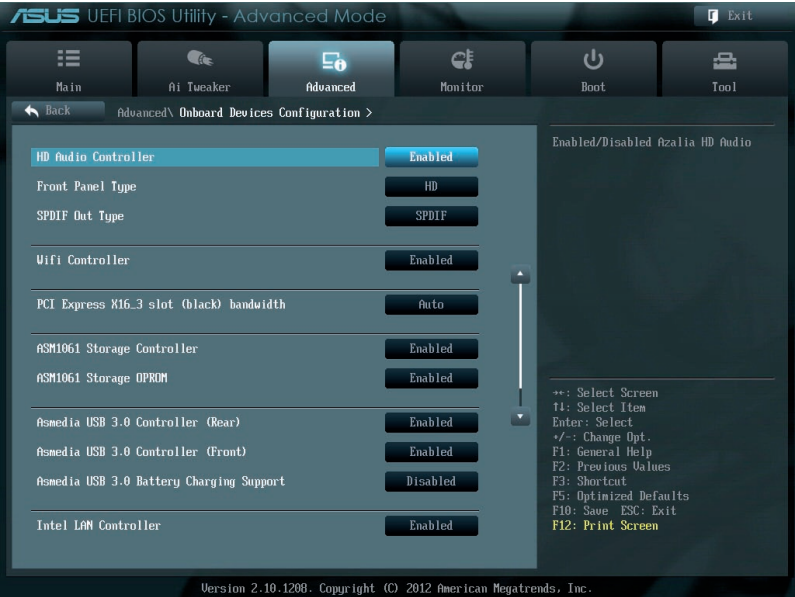 ASUS UEFI BIOS Utility - Advanced Mode
Exit
Main
Ai Tweaker
Advanced
Monitor
Boot
Tool
Back
Advanced\ Onboard Devices Configuration >
HD Audio Controller Enabled
Front Panel Type HD
SPDIF Out Type SPDIF
Wifi Controller Enabled
PCI Express X16_3 slot (black) bandwidth Auto
ASM1061 Storage Controller Enabled
ASM1061 Storage OPROM Enabled
Asmedia USB 3.0 Controller (Rear) Enabled
Asmedia USB 3.0 Controller (Front) Enabled
Asmedia USB 3.0 Battery Charging Support Disabled
Intel LAN Controller Enabled
Enabled/Disabled Azalia HD Audio
→←: Select Screen
↑↓: Select Item
Enter: Select
+/-: Change Opt.
F1: General Help
F2: Previous Values
F3: Shortcut
F5: Optimized Defaults
F10: Save ESC: Exit
F12: Print Screen
Version 2.10.1208. Copyright (C) 2012 American Megatrends, Inc.